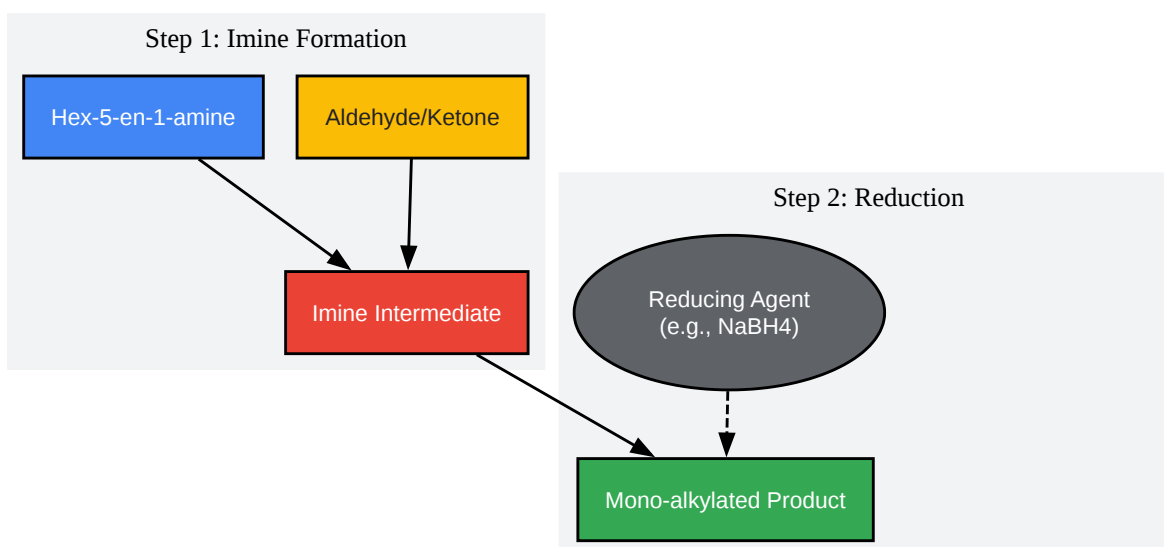 Step 1: Imine Formation
Hex-5-en-1-amine
Aldehyde/Ketone
Imine Intermediate
Step 2: Reduction
Reducing Agent
(e.g., NaBH4)
Mono-alkylated Product